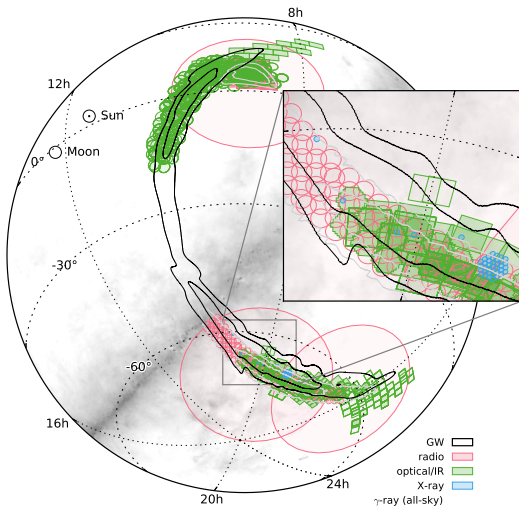 8h
12h
Sun
Moon
0°
-30°
-60°
16h
20h
24h
GW
radio
optical/IR
X-ray
γ-ray (all-sky)